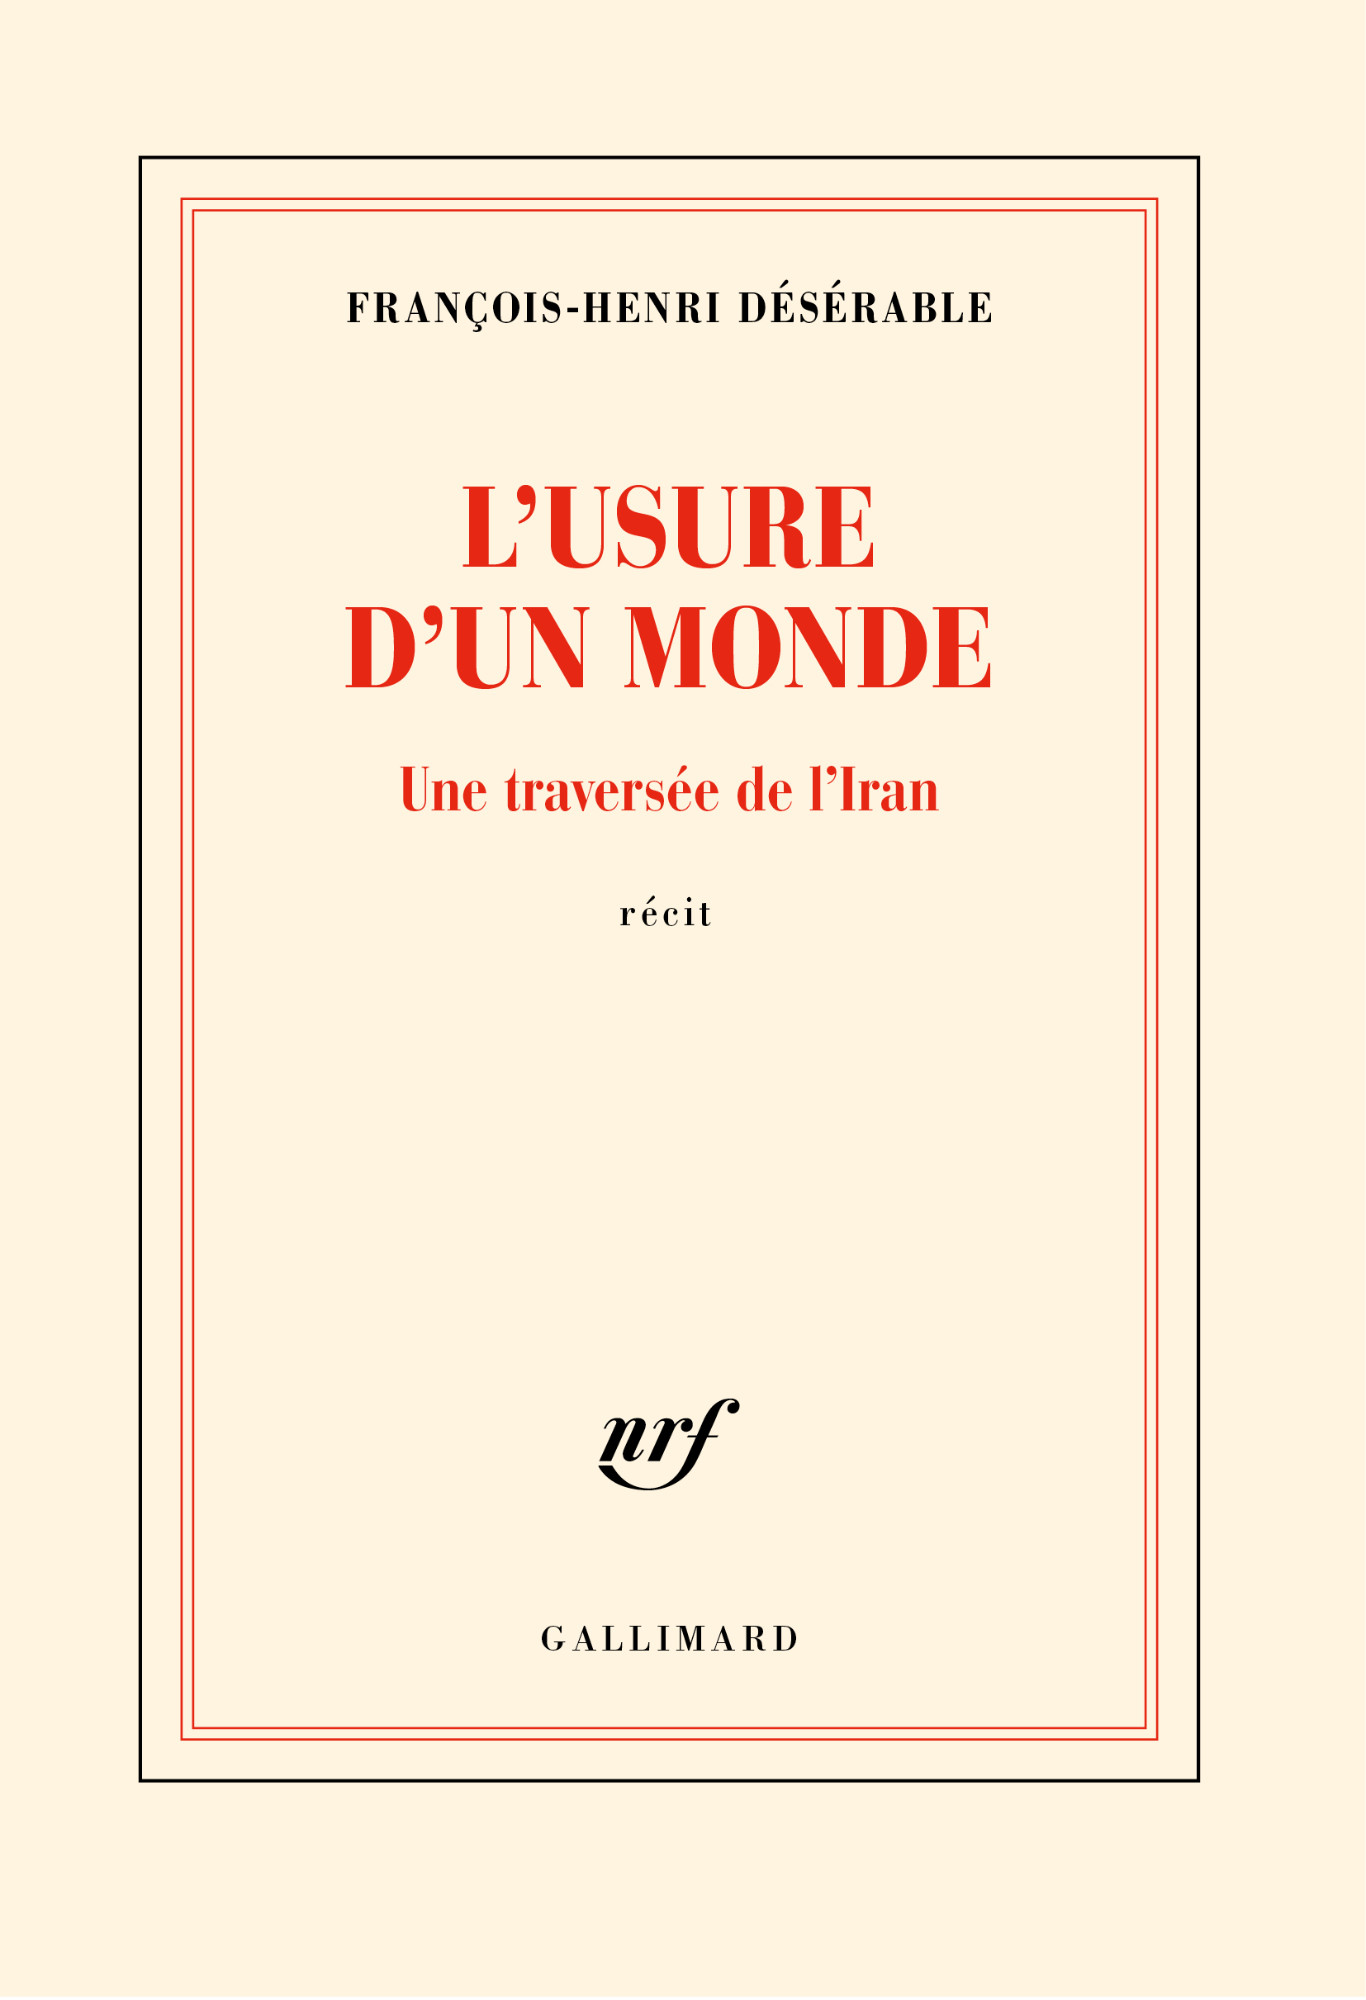 FRANÇOIS-HENRI DÉSÉRABLE
L’USURE
D’UN MONDE
Une traversée de l’Iran
récit
nrf
GALLIMARD